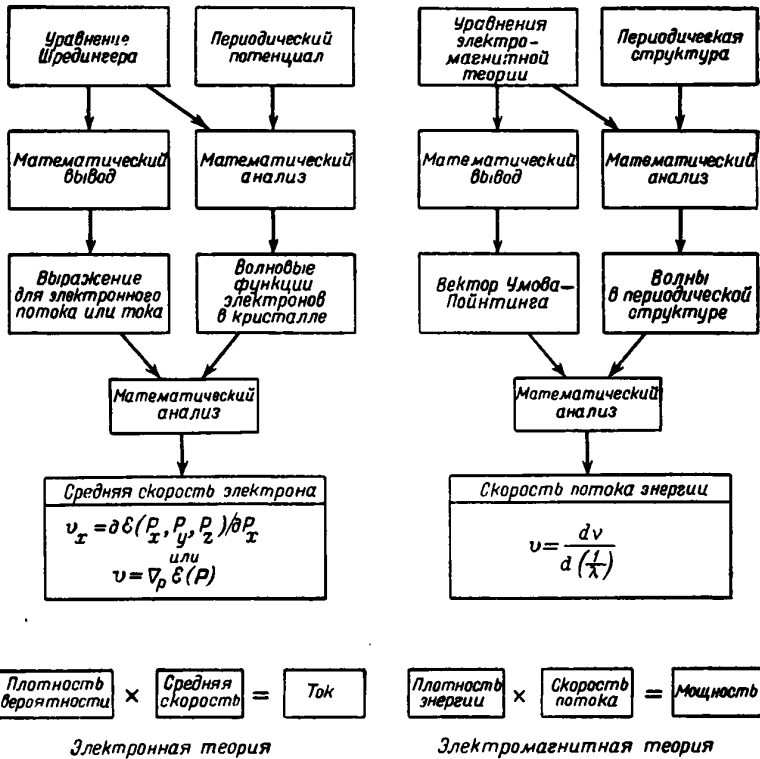 Уравнение
Шредингера
Периодический
потенциал
Математический
вывод
Математический
анализ
Выражение
для электронного
потока или тока
Волновые
функции
электронов
в кристалле
Математический
анализ
Средняя скорость электрона
v_x = ∂ℰ(P_x, P_y, P_z)/∂P_x
или
v = ∇_p ℰ(P)
Плотность
вероятности
×
Средняя
скорость
=
Ток
Электронная теория
Уравнения
электро-
магнитной
теории
Периодическая
структура
Математический
вывод
Математический
анализ
Вектор Умова—
Пойнтинга
Волны
в периодической
структуре
Математический
анализ
Скорость потока энергии
v = dν / d(1/λ)
Плотность
энергии
×
Скорость
потока
=
Мощность
Электромагнитная теория